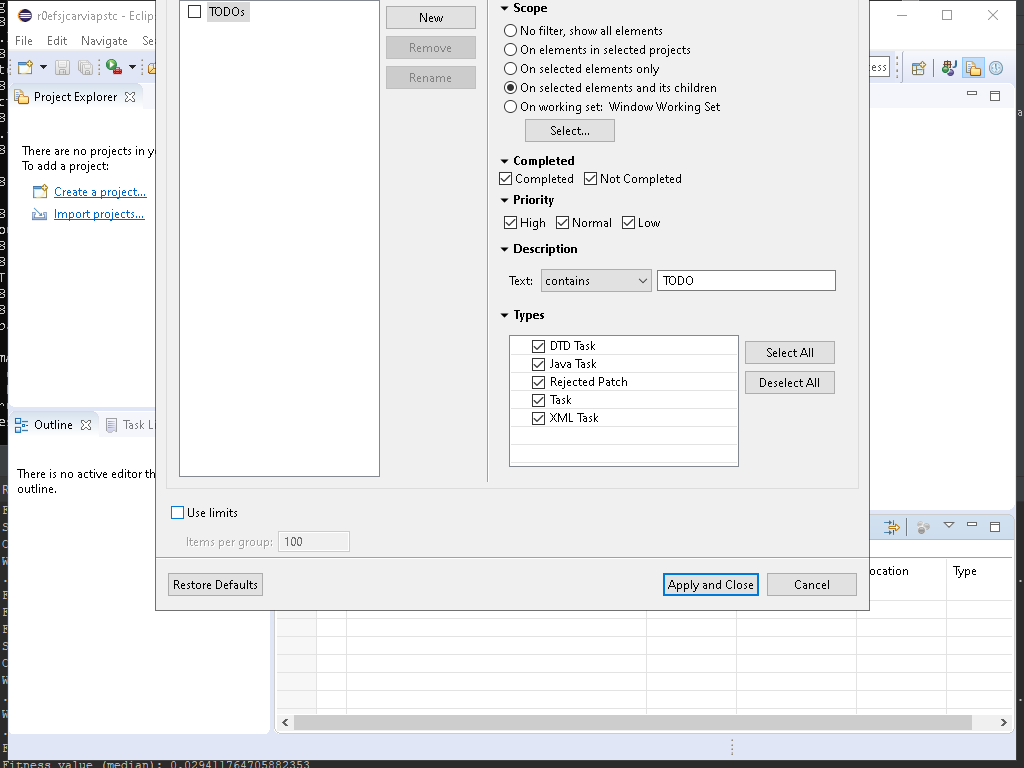 r0efsjcarviapstc - Eclip
File Edit Navigate Se
ess
Project Explorer
There are no projects in y
To add a project:
Create a project...
Import projects...
Outline
Task Li
There is no active editor th
outline.
TODOs
New
Remove
Rename
Scope
No filter, show all elements
On elements in selected projects
On selected elements only
On selected elements and its children
On working set: Window Working Set
Select...
Completed
Completed Not Completed
Priority
High Normal Low
Description
Text: contains TODO
Types
DTD Task
Java Task
Rejected Patch
Task
XML Task
Select All
Deselect All
Use limits
Items per group: 100
Restore Defaults
Apply and Close
Cancel
ocation Type
Fitness value (median): 0.029411764705882353